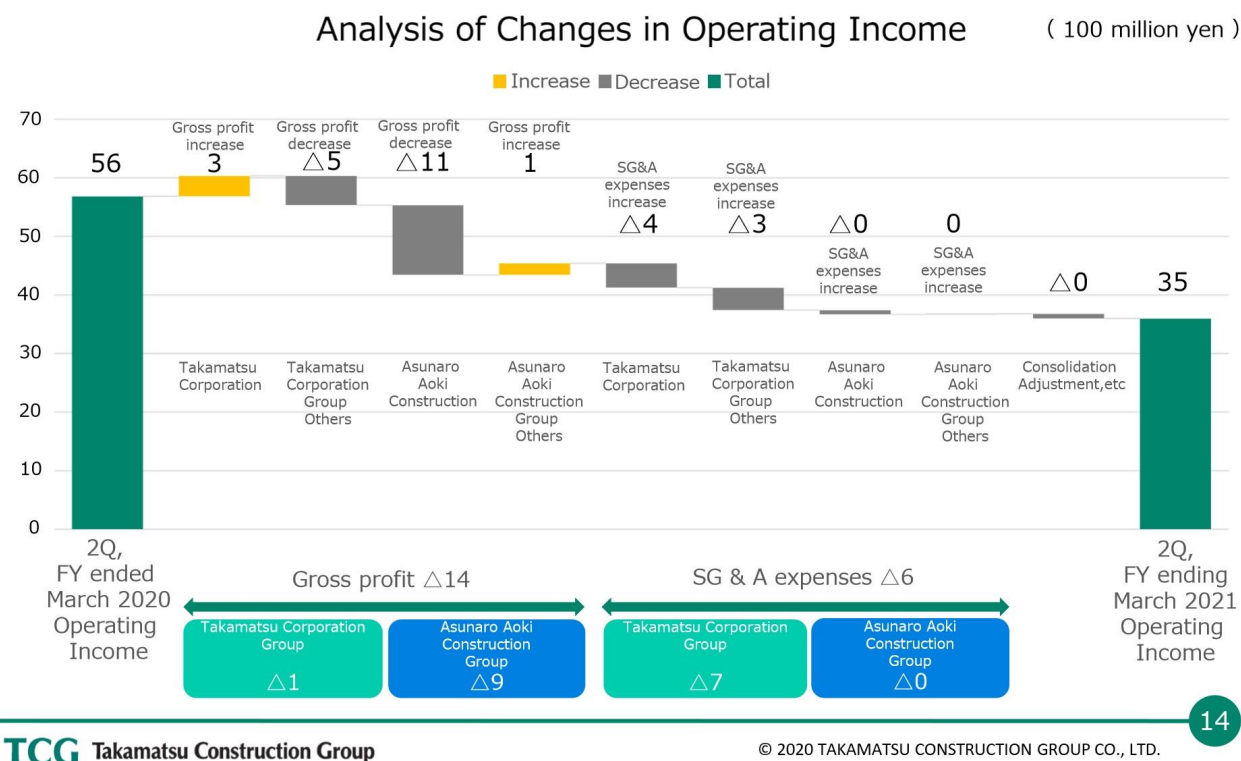 Analysis of Changes in Operating Income
( 100 million yen )
Increase Decrease Total
70
60
50
40
30
20
10
0
56
Gross profit
increase
3
Gross profit
decrease
△5
Gross profit
decrease
△11
Gross profit
increase
1
SG&A
expenses
increase
△4
SG&A
expenses
increase
△3
△0
SG&A
expenses
increase
0
SG&A
expenses
increase
△0
35
Takamatsu
Corporation
Takamatsu
Corporation
Group
Others
Asunaro
Aoki
Construction
Asunaro
Aoki
Construction
Group
Others
Takamatsu
Corporation
Takamatsu
Corporation
Group
Others
Asunaro
Aoki
Construction
Asunaro
Aoki
Construction
Group
Others
Consolidation
Adjustment,etc
2Q,
FY ended
March 2020
Operating
Income
2Q,
FY ending
March 2021
Operating
Income
Gross profit △14
SG & A expenses △6
Takamatsu Corporation
Group
△1
Asunaro Aoki
Construction
Group
△9
Takamatsu Corporation
Group
△7
Asunaro Aoki
Construction
Group
△0
14
TCG Takamatsu Construction Group
© 2020 TAKAMATSU CONSTRUCTION GROUP CO., LTD.